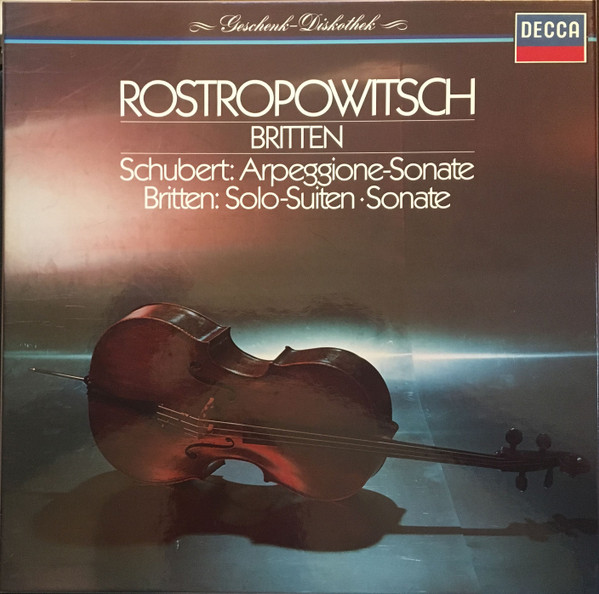 Geschenk-Diskothek
DECCA
ROSTROPOWITSCH
BRITTEN
Schubert: Arpeggione-Sonate
Britten: Solo-Suiten · Sonate